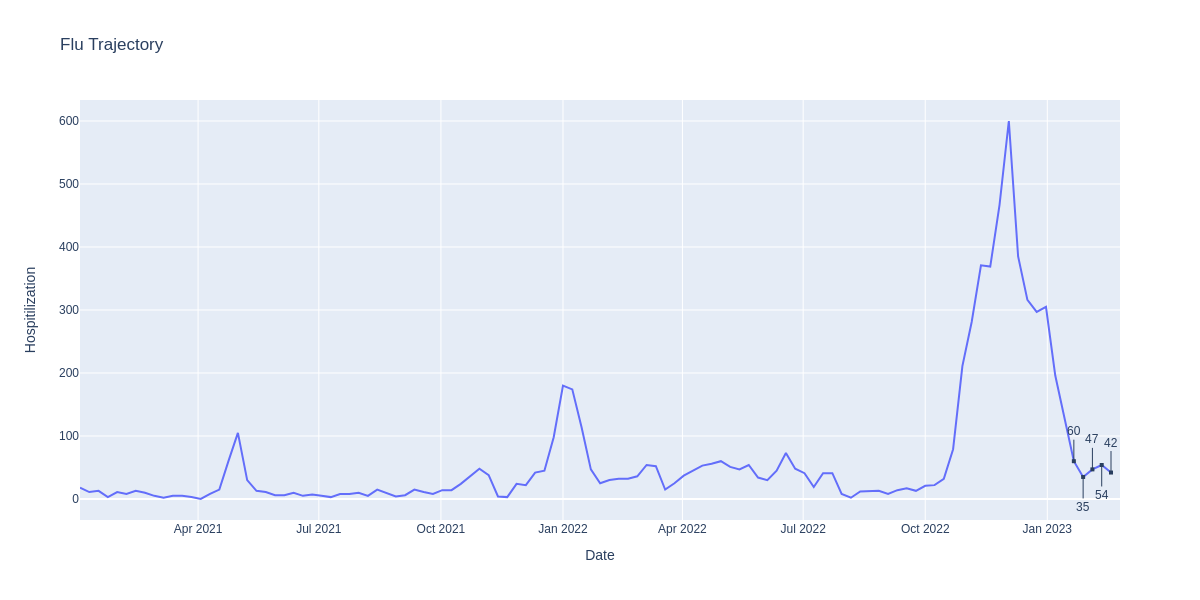 Flu Trajectory
Hospitilization
600
500
400
300
200
100
0
60
47
42
35
54
Apr 2021
Jul 2021
Oct 2021
Jan 2022
Apr 2022
Jul 2022
Oct 2022
Jan 2023
Date